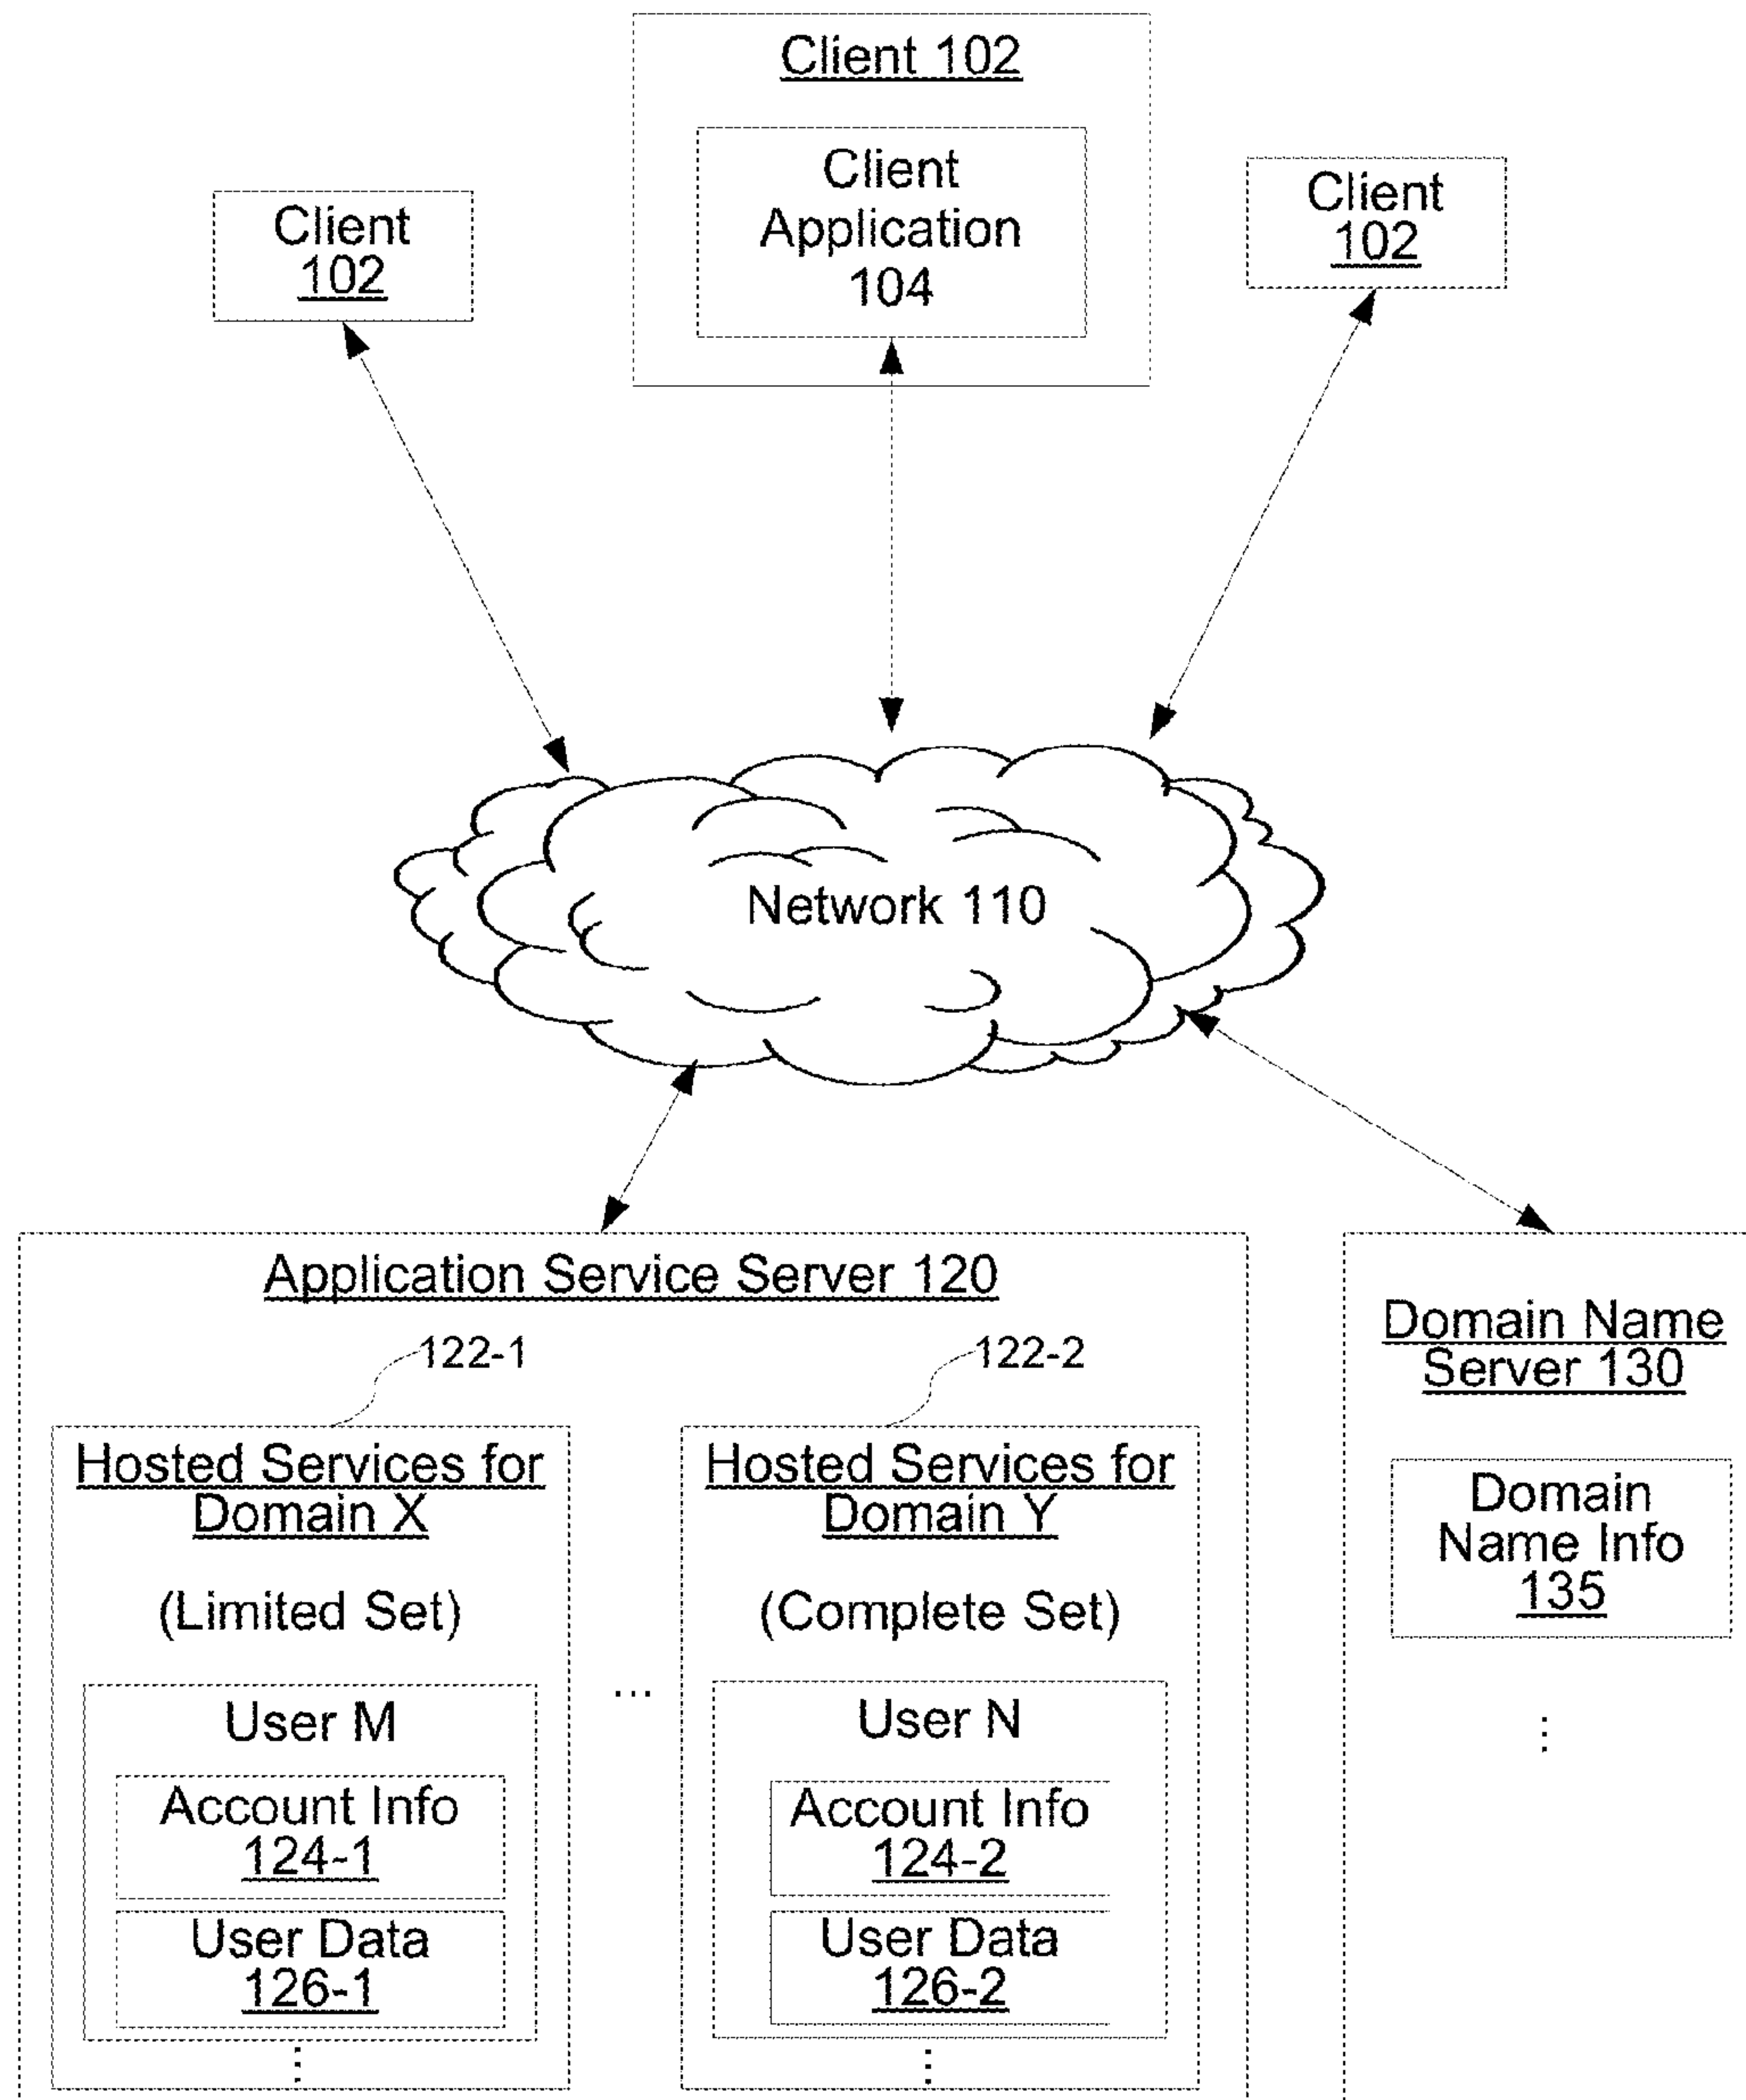 Client 102
Client
Application
104
Client
102
Client
102
Network 110
Application Service Server 120
122-1
122-2
Hosted Services for
Domain X
(Limited Set)
User M
Account Info
124-1
User Data
126-1
⋮
...
Hosted Services for
Domain Y
(Complete Set)
User N
Account Info
124-2
User Data
126-2
⋮
Domain Name
Server 130
Domain
Name Info
135
⋮